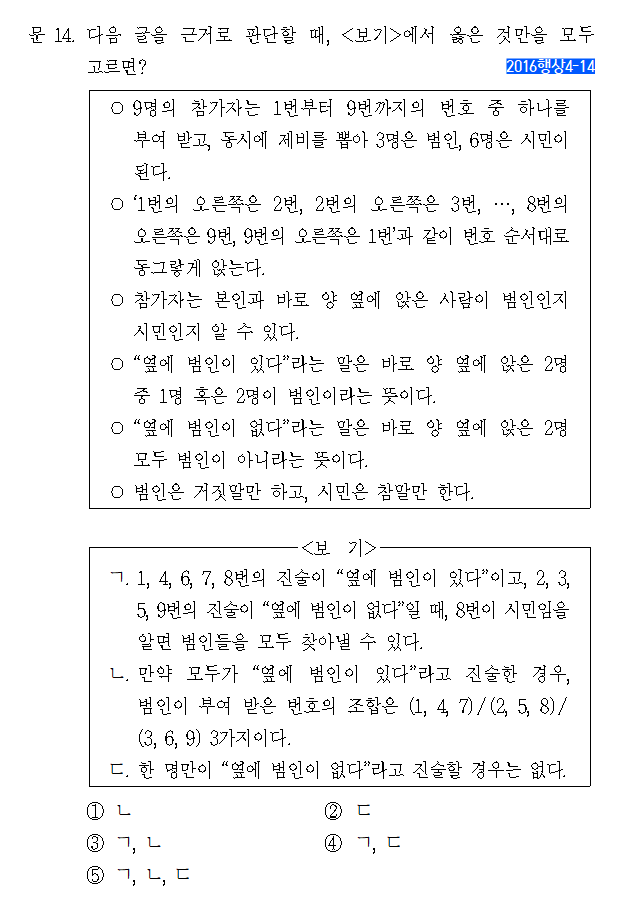 문 14. 다음 글을 근거로 판단할 때, <보기>에서 옳은 것만을 모두
고르면?
2016행상4-14
○ 9명의 참가자는 1번부터 9번까지의 번호 중 하나를
부여 받고, 동시에 제비를 뽑아 3명은 범인, 6명은 시민이
된다.
○ ‘1번의 오른쪽은 2번, 2번의 오른쪽은 3번, …, 8번의
오른쪽은 9번, 9번의 오른쪽은 1번’과 같이 번호 순서대로
동그랗게 앉는다.
○ 참가자는 본인과 바로 양 옆에 앉은 사람이 범인인지
시민인지 알 수 있다.
○ “옆에 범인이 있다”라는 말은 바로 양 옆에 앉은 2명
중 1명 혹은 2명이 범인이라는 뜻이다.
○ “옆에 범인이 없다”라는 말은 바로 양 옆에 앉은 2명
모두 범인이 아니라는 뜻이다.
○ 범인은 거짓말만 하고, 시민은 참말만 한다.
<보 기>
ㄱ. 1, 4, 6, 7, 8번의 진술이 “옆에 범인이 있다”이고, 2, 3,
5, 9번의 진술이 “옆에 범인이 없다”일 때, 8번이 시민임을
알면 범인들을 모두 찾아낼 수 있다.
ㄴ. 만약 모두가 “옆에 범인이 있다”라고 진술한 경우,
범인이 부여 받은 번호의 조합은 (1, 4, 7)/(2, 5, 8)/
(3, 6, 9) 3가지이다.
ㄷ. 한 명만이 “옆에 범인이 없다”라고 진술할 경우는 없다.
① ㄴ
② ㄷ
③ ㄱ, ㄴ
④ ㄱ, ㄷ
⑤ ㄱ, ㄴ, ㄷ